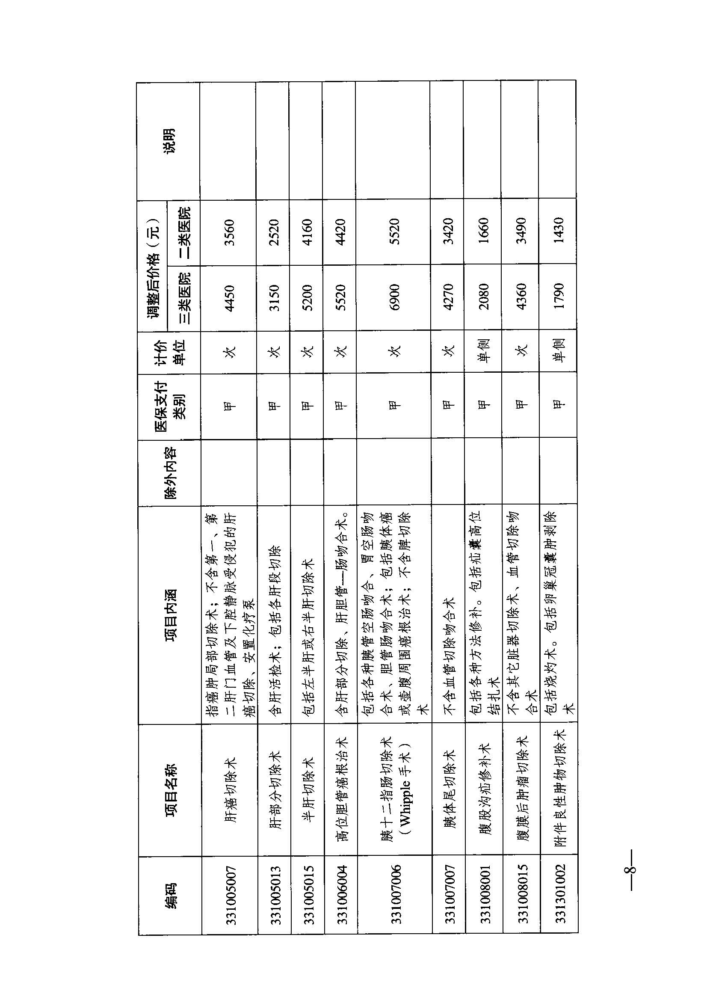 编码
项目名称
项目内涵
除外内容
医保支付
类别
计价
单位
调整后价格（元）
三类医院
二类医院
说明
331005007
肝癌切除术
指癌肿局部切除术；不含第一、第
二肝门血管及下腔静脉受侵犯的肝
癌切除、安置化疗泵
甲
次
4450
3560
331005013
肝部分切除术
含肝活检术；包括各肝段切除
甲
次
3150
2520
331005015
半肝切除术
包括左半肝或右半肝切除术
甲
次
5200
4160
331006004
高位胆管癌根治术
含肝部分切除、肝胆管—肠吻合术。
甲
次
5520
4420
331007006
胰十二指肠切除术
（Whipple 手术）
包括各种胰管空肠吻合、胃空肠吻
合术、胆管肠吻合术；包括胰体癌
或壶腹周围癌根治术；不含脾切除
术
甲
次
6900
5520
331007007
胰体尾切除术
不含血管切除吻合术
甲
次
4270
3420
331008001
腹股沟疝修补术
包括各种方法修补。包括疝囊高位
结扎术
甲
单侧
2080
1660
331008015
腹膜后肿瘤切除术
不含其它脏器切除术、血管切除吻
合术
甲
次
4360
3490
331301002
附件良性肿物切除术
包括烧灼术。包括卵巢冠囊肿剥除
术
甲
单侧
1790
1430
—8—